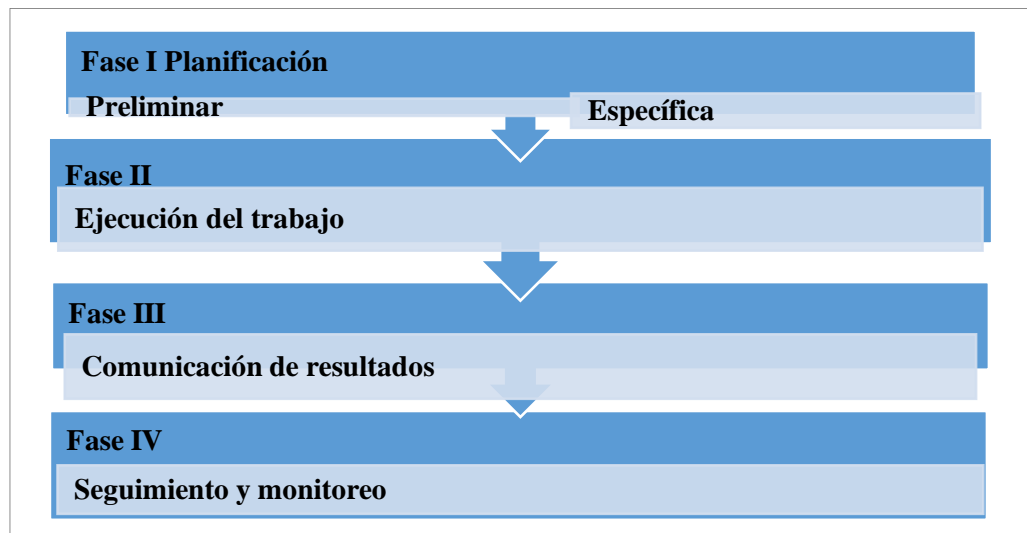 Fase I Planificación
Preliminar
Específica
Fase II
Ejecución del trabajo
Fase III
Comunicación de resultados
Fase IV
Seguimiento y monitoreo